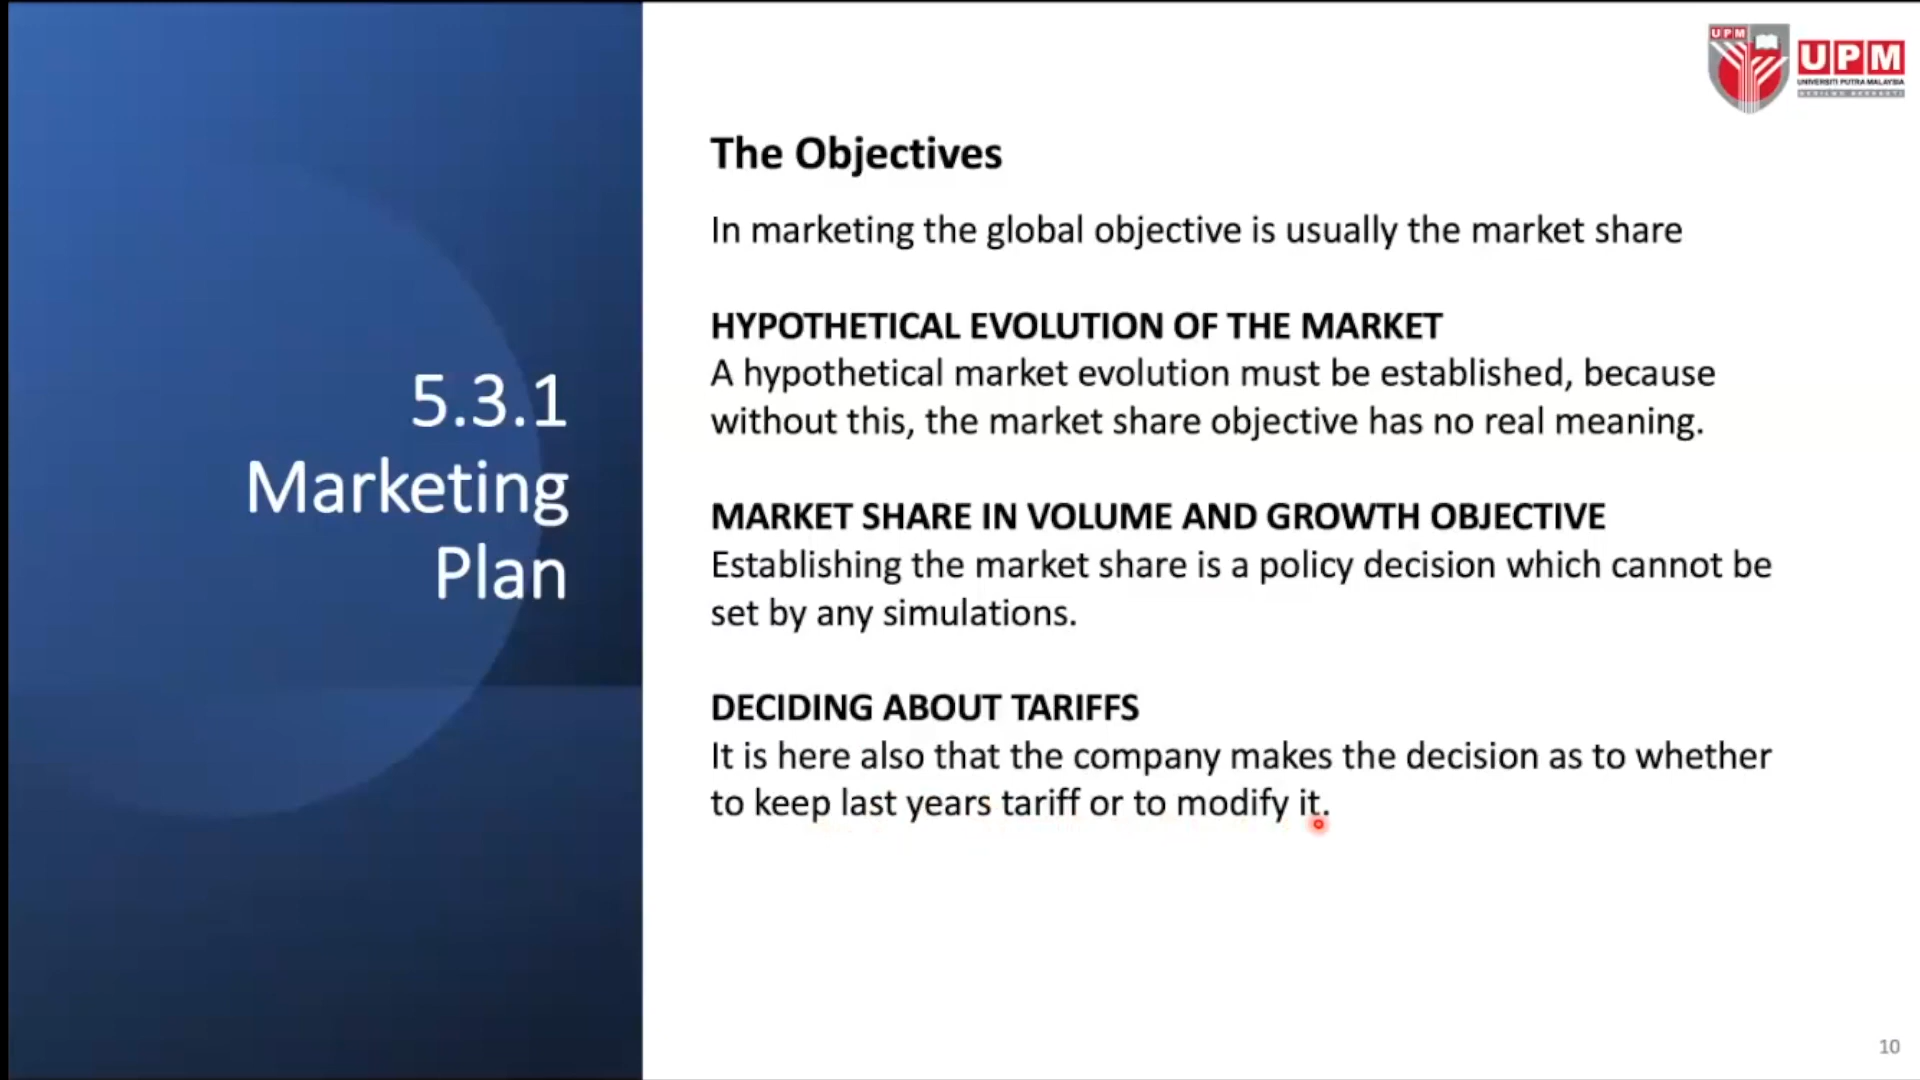 UPM
UPM
UNIVERSITI PUTRA MALAYSIA
5.3.1
Marketing
Plan
The Objectives
In marketing the global objective is usually the market share
HYPOTHETICAL EVOLUTION OF THE MARKET
A hypothetical market evolution must be established, because
without this, the market share objective has no real meaning.
MARKET SHARE IN VOLUME AND GROWTH OBJECTIVE
Establishing the market share is a policy decision which cannot be
set by any simulations.
DECIDING ABOUT TARIFFS
It is here also that the company makes the decision as to whether
to keep last years tariff or to modify it.
10